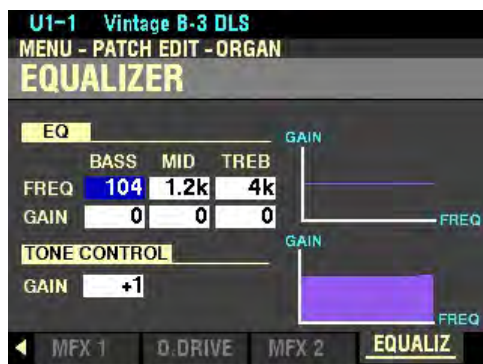 U1-1 Vintage B-3 DLS
MENU - PATCH EDIT - ORGAN
EQUALIZER
EQ
GAIN
BASS MID TREB
FREQ 104 1.2k 4k
GAIN 0 0 0
FREQ
TONE CONTROL
GAIN
GAIN +1
FREQ
MFX 1 O.DRIVE MFX 2 EQUALIZ